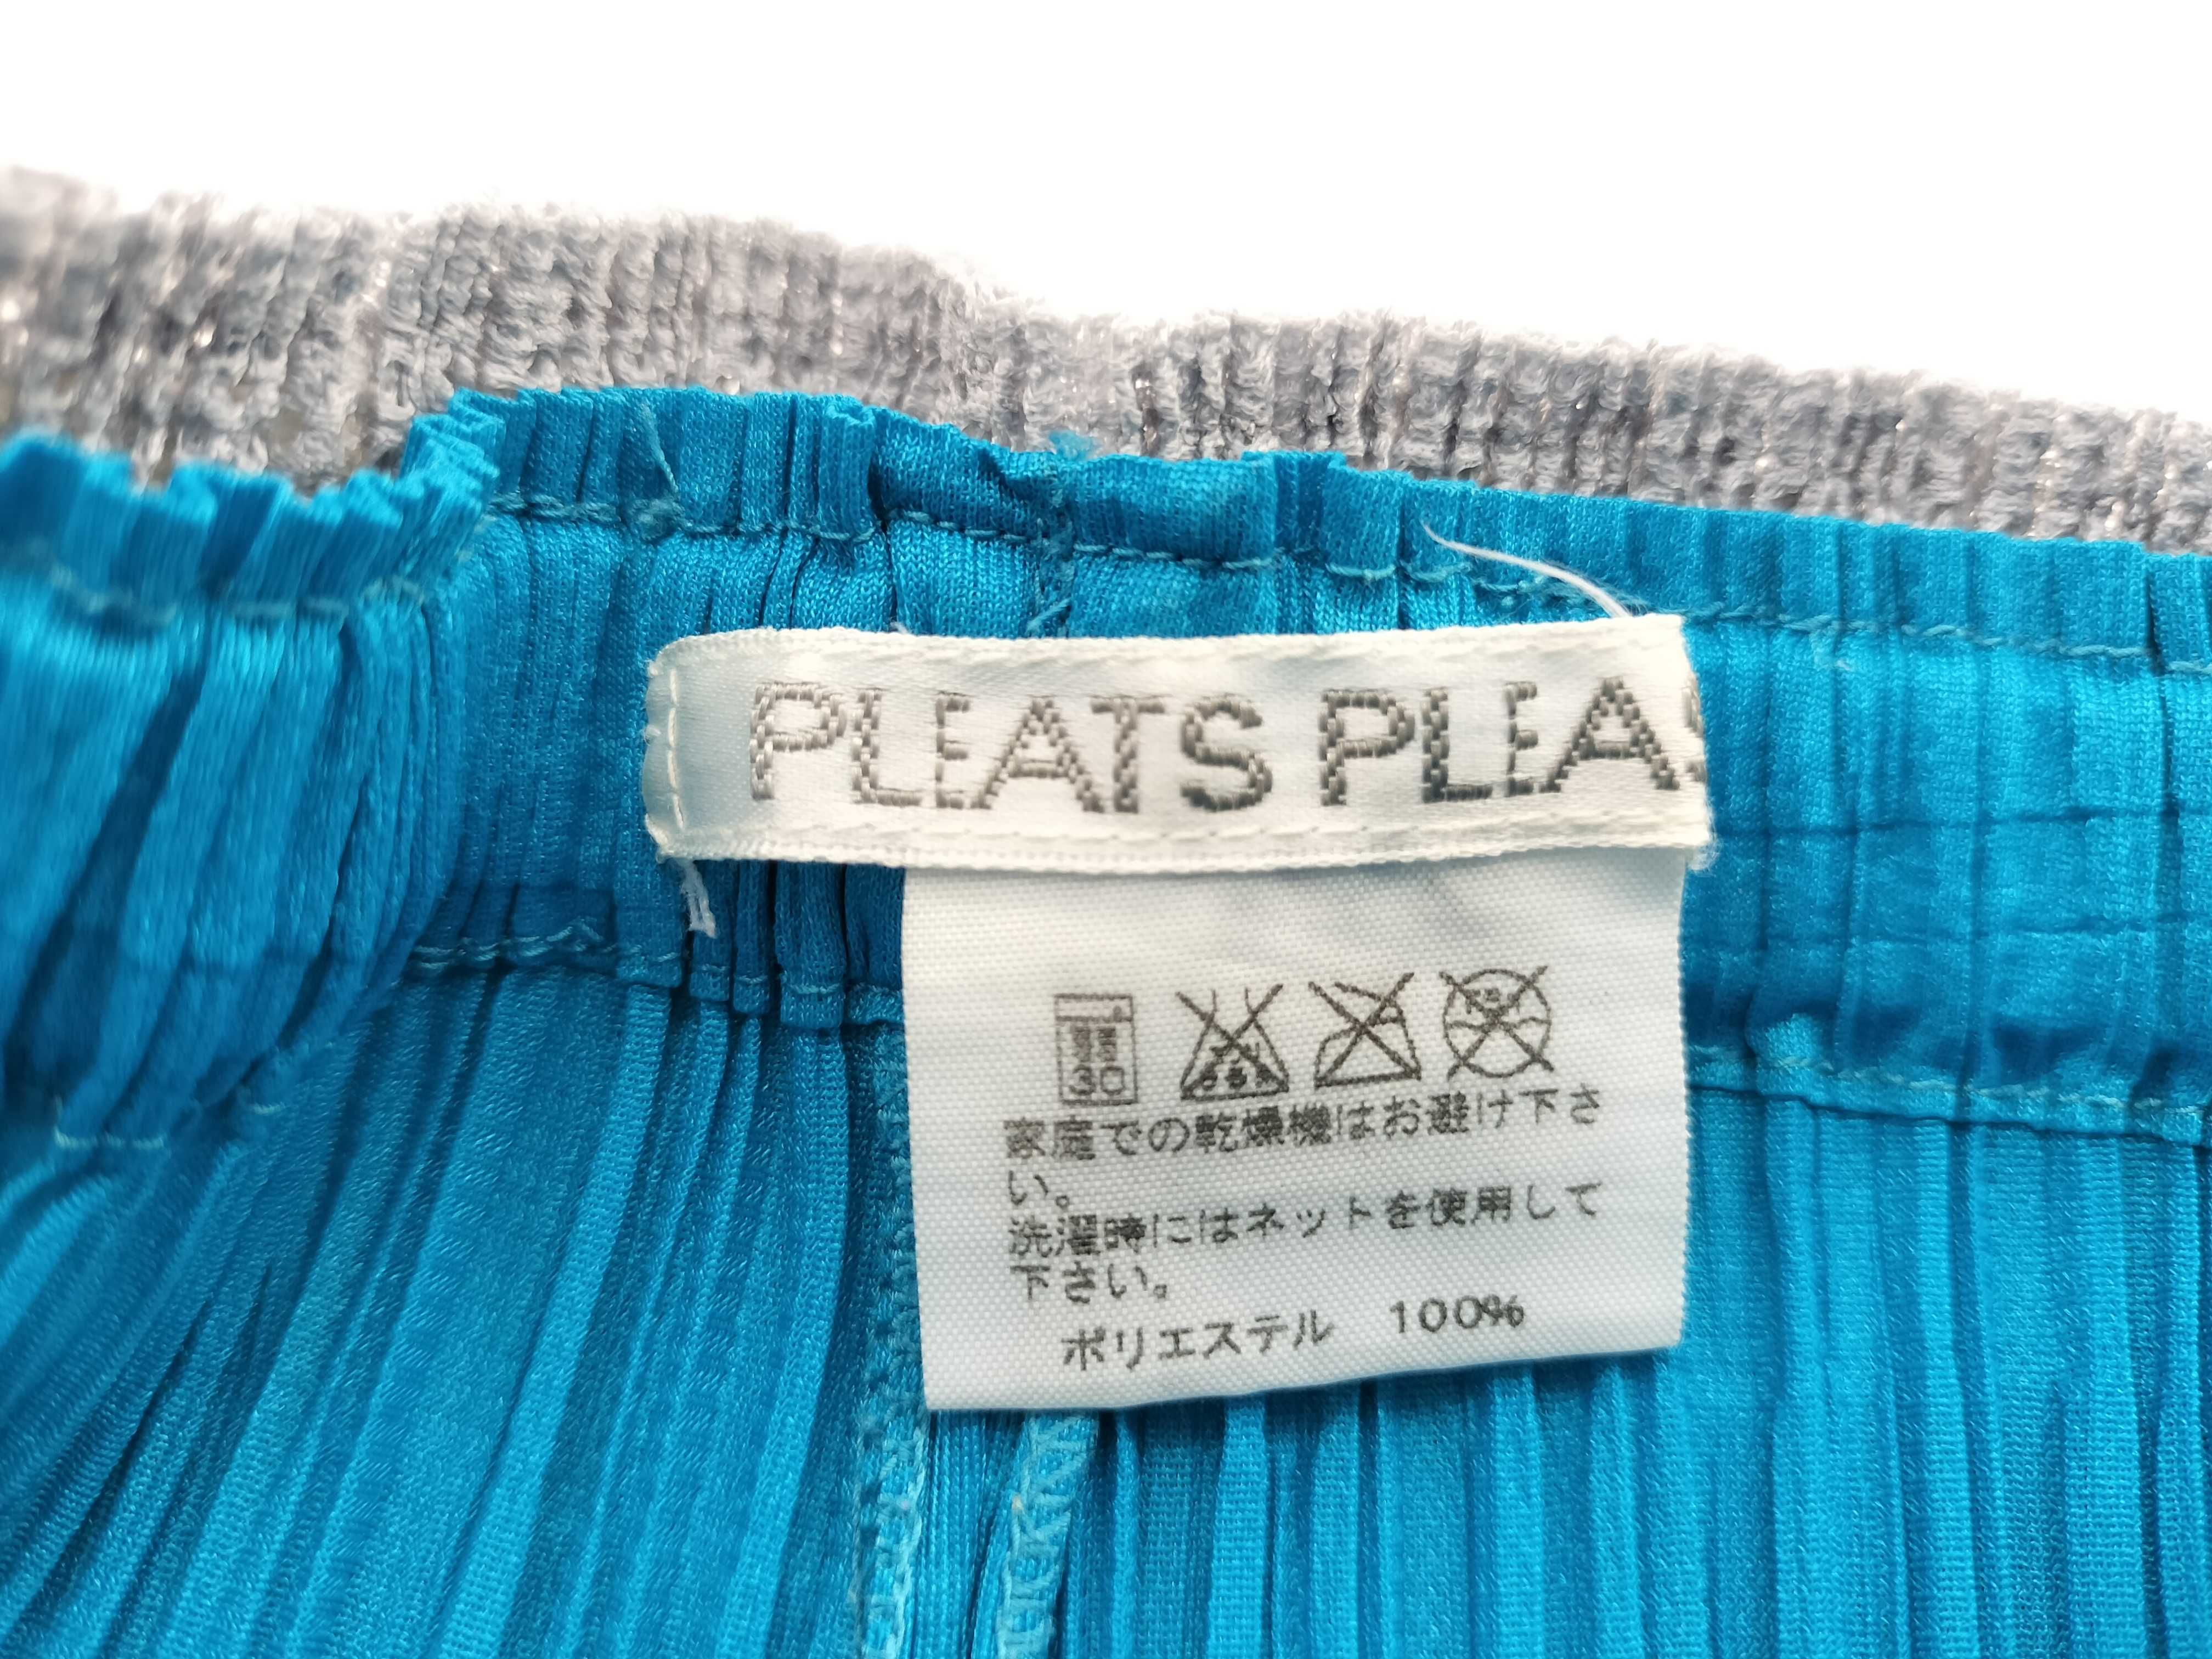 PLEATS PLEAS
30
家庭での乾燥機はお避け下さ
い。
洗濯時にはネットを使用して
下さい。
ポリエステル 100%